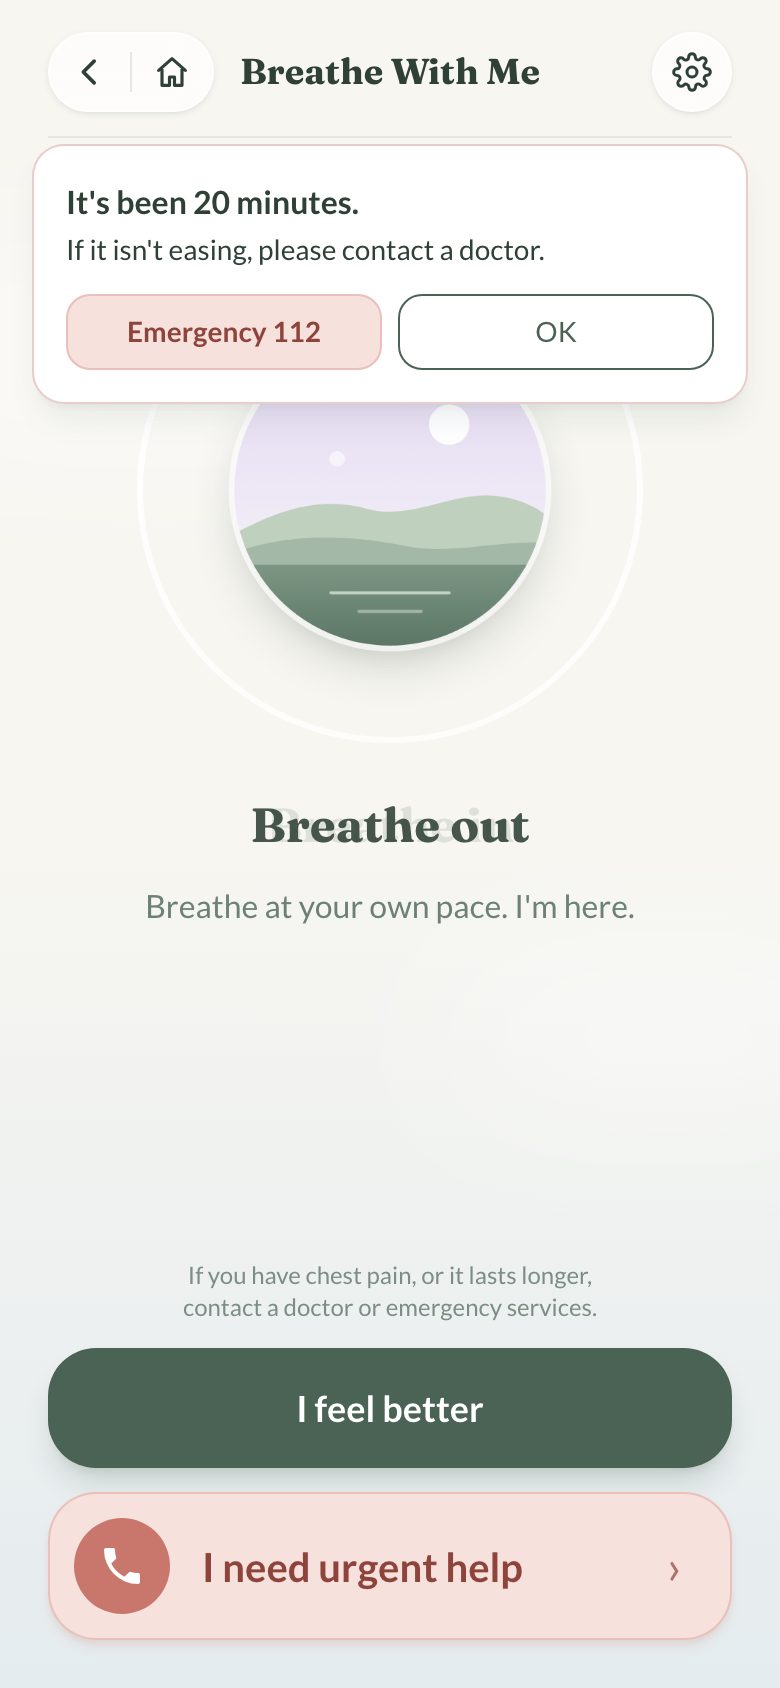 Breathe With Me
It's been 20 minutes.
If it isn't easing, please contact a doctor.
Emergency 112
OK
Breathe out
Breathe at your own pace. I'm here.
If you have chest pain, or it lasts longer,
contact a doctor or emergency services.
I feel better
I need urgent help